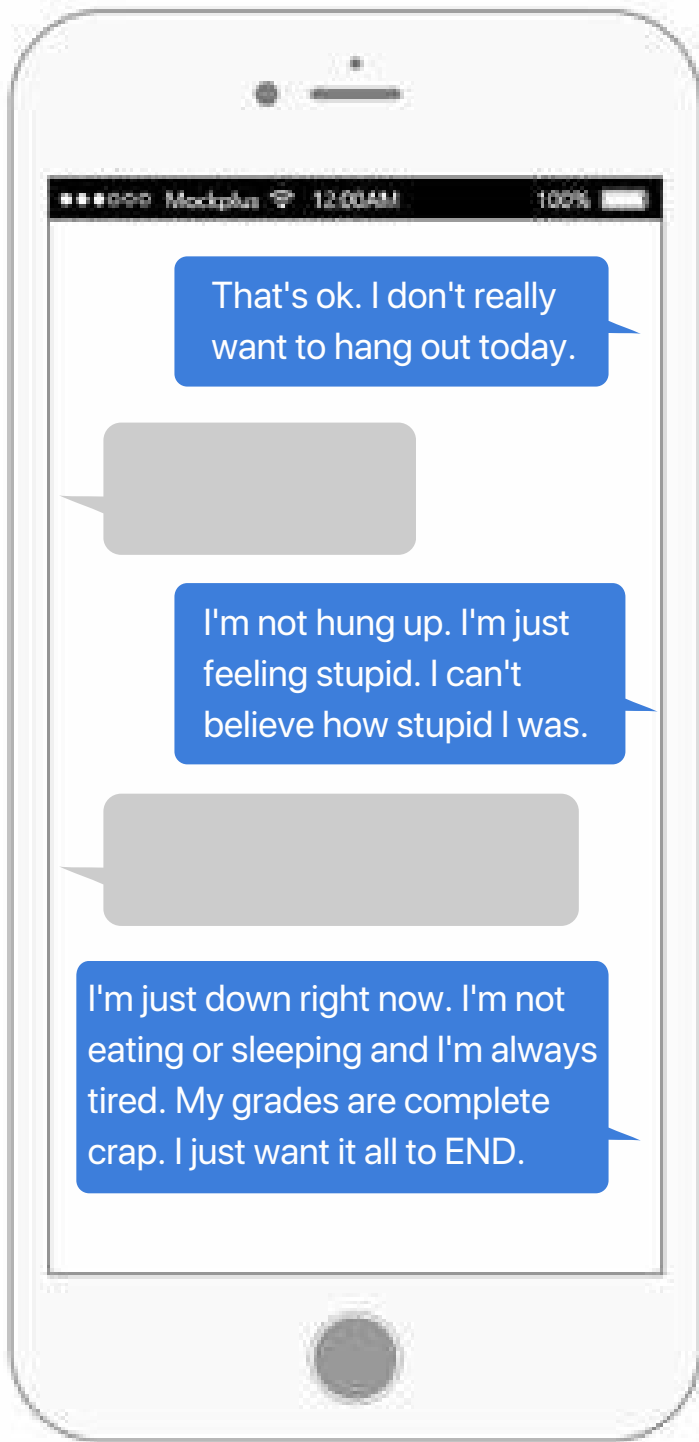 Mockplus 12:00AM 100%
That's ok. I don't really
want to hang out today.
I'm not hung up. I'm just
feeling stupid. I can't
believe how stupid I was.
I'm just down right now. I'm not
eating or sleeping and I'm always
tired. My grades are complete
crap. I just want it all to END.